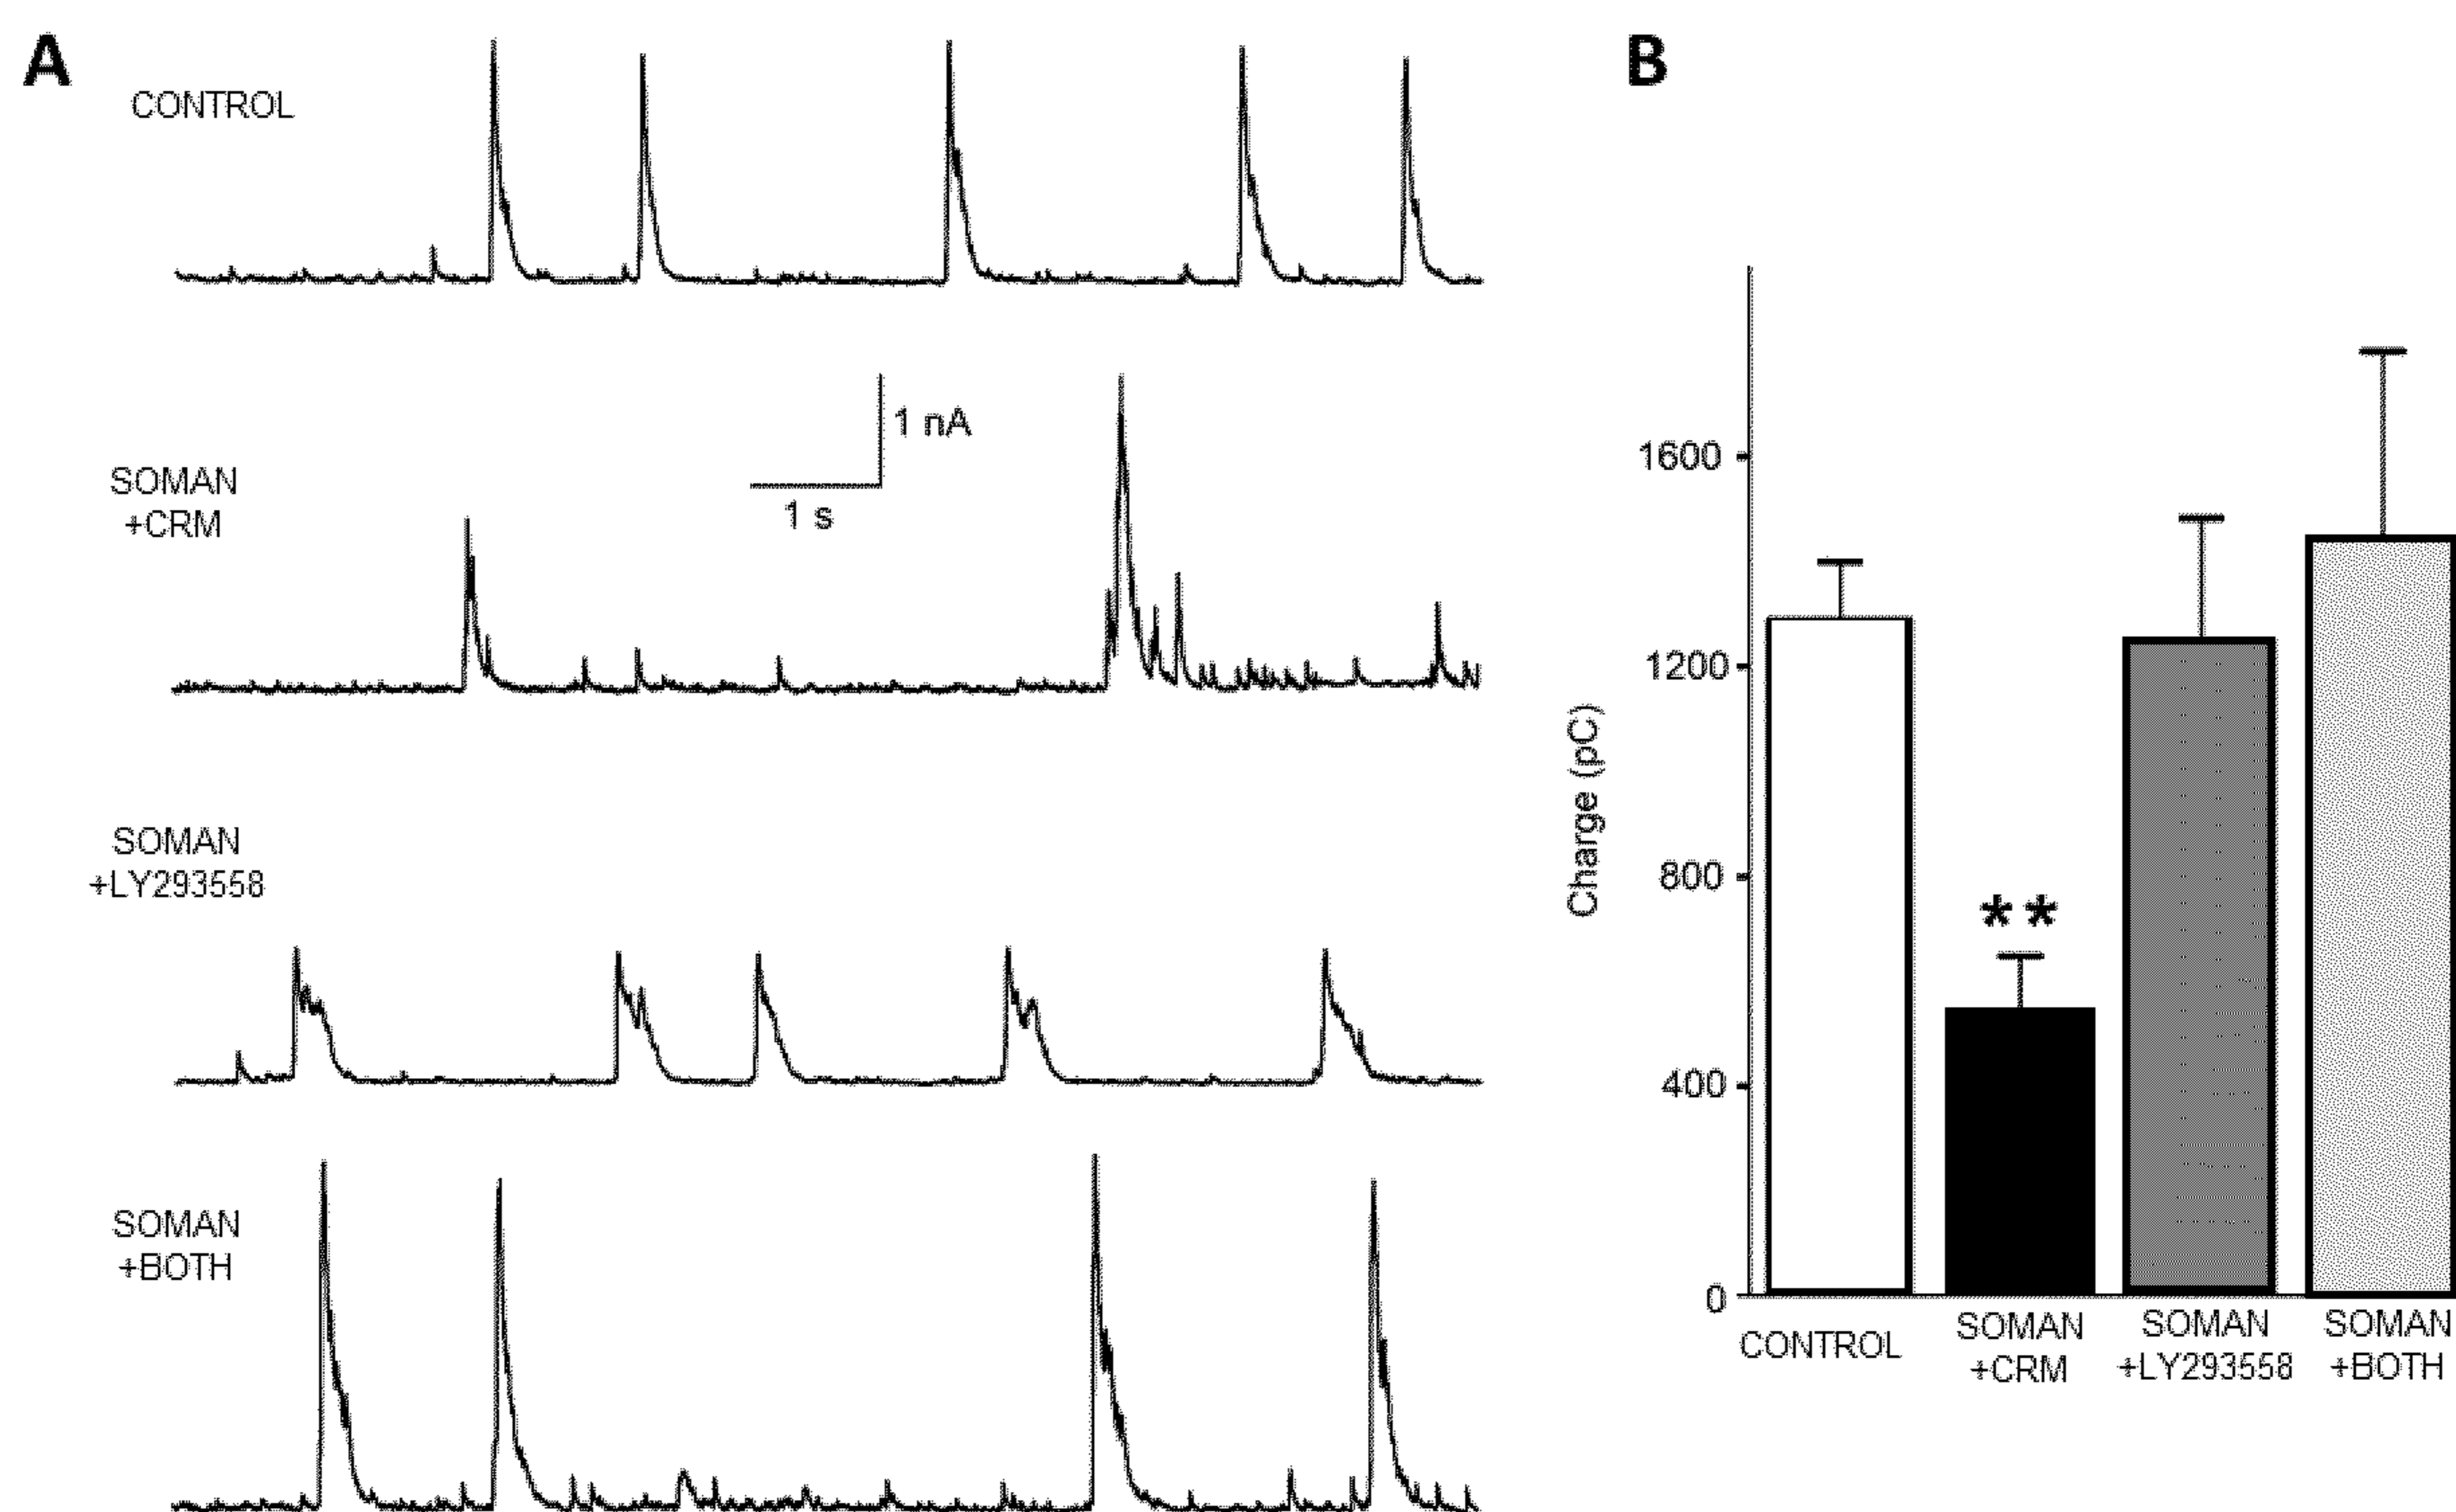 A
CONTROL
1 nA
1 s
SOMAN
+CRM
SOMAN
+LY293558
SOMAN
+BOTH
B
Charge (pC)
1600
1200
800
400
0
**
CONTROL
SOMAN
+CRM
SOMAN
+LY293558
SOMAN
+BOTH